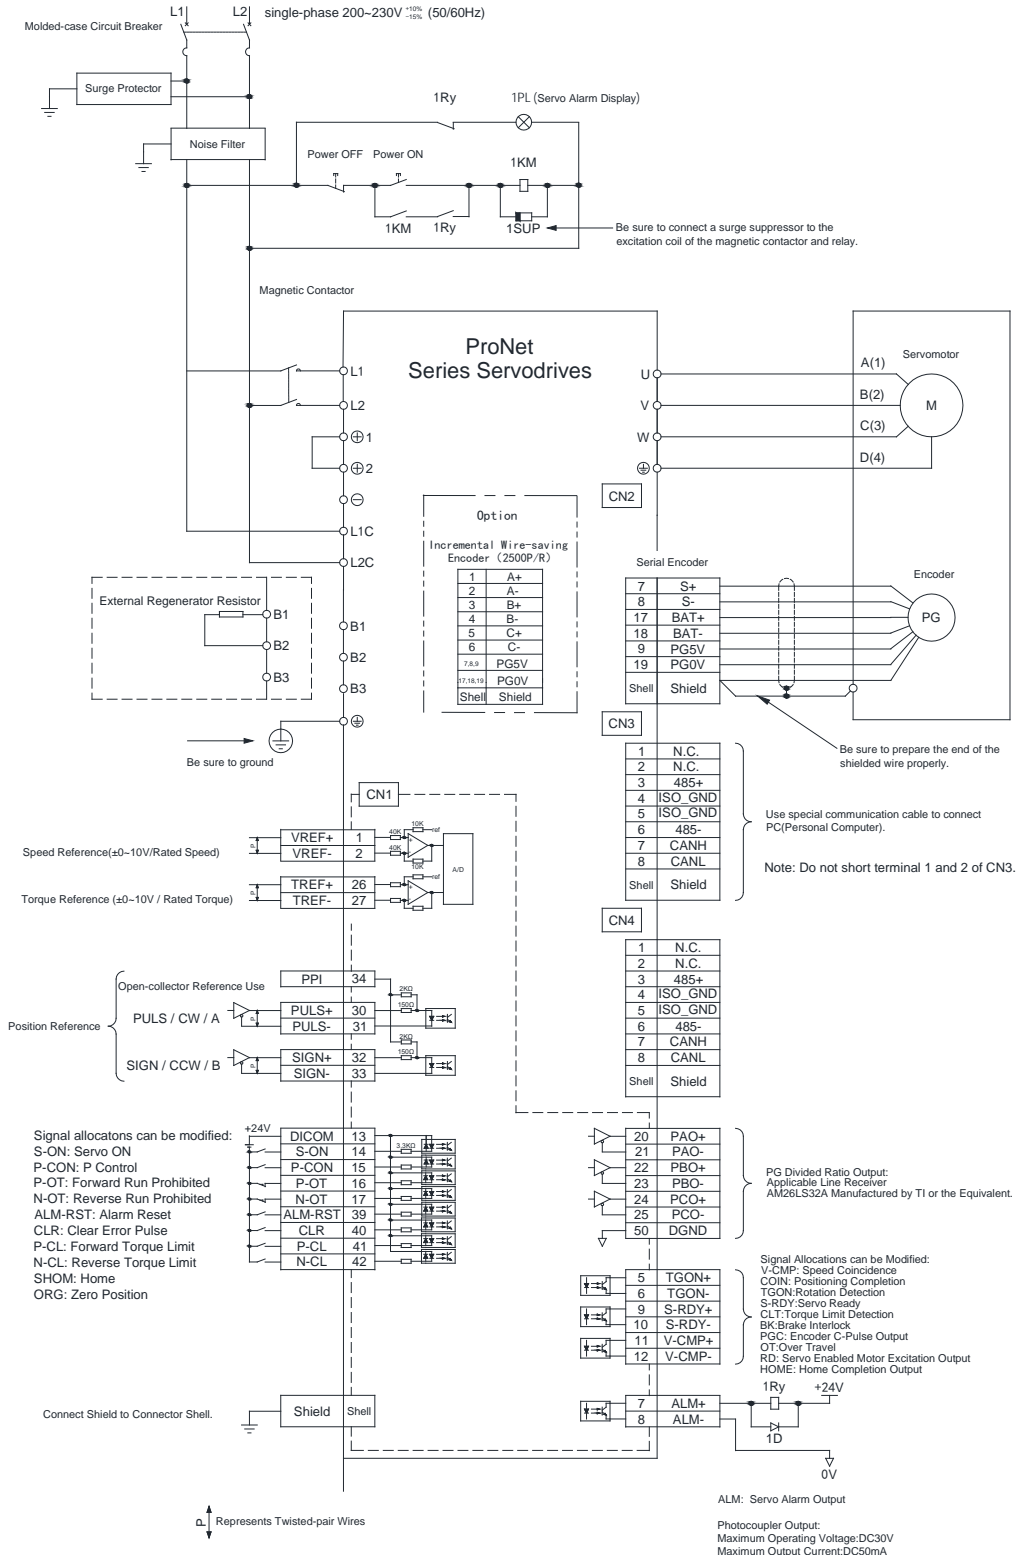 L1
L2
single-phase 200~230V +10% -15% (50/60Hz)
Molded-case Circuit Breaker
Surge Protector
Noise Filter
1Ry
1PL (Servo Alarm Display)
Power OFF
Power ON
1KM
1KM
1Ry
1SUP
Be sure to connect a surge suppressor to the
excitation coil of the magnetic contactor and relay.
Magnetic Contactor
ProNet
Series Servodrives
L1
L2
⊕1
⊕2
⊖
L1C
L2C
B1
B2
B3
U
V
W
A(1)
B(2)
C(3)
D(4)
Servomotor
M
External Regenerator Resistor
B1
B2
B3
Be sure to ground
CN2
Option
Incremental Wire-saving
Encoder (2500P/R)
1 A+
2 A-
3 B+
4 B-
5 C+
6 C-
7,8,9 PG5V
17,18,19 PG0V
Shell Shield
Serial Encoder
7 S+
8 S-
17 BAT+
18 BAT-
9 PG5V
19 PG0V
Shell Shield
Encoder
PG
Be sure to prepare the end of the
shielded wire properly.
CN3
1 N.C.
2 N.C.
3 485+
4 ISO_GND
5 ISO_GND
6 485-
7 CANH
8 CANL
Shell Shield
Use special communication cable to connect
PC(Personal Computer).
Note: Do not short terminal 1 and 2 of CN3.
CN4
1 N.C.
2 N.C.
3 485+
4 ISO_GND
5 ISO_GND
6 485-
7 CANH
8 CANL
Shell Shield
CN1
Speed Reference(±0~10V/Rated Speed)
P
VREF+ 1
VREF- 2
40K
40K
10K
10K
ref
A/D
Torque Reference (±0~10V / Rated Torque)
P
TREF+ 26
TREF- 27
ref
Position Reference
Open-collector Reference Use
PPI 34
PULS / CW / A
P
PULS+ 30
PULS- 31
2KΩ
150Ω
SIGN / CCW / B
P
SIGN+ 32
SIGN- 33
2KΩ
150Ω
+24V
3.3KΩ
DICOM 13
S-ON 14
P-CON 15
P-OT 16
N-OT 17
ALM-RST 39
CLR 40
P-CL 41
N-CL 42
Signal allocatons can be modified:
S-ON: Servo ON
P-CON: P Control
P-OT: Forward Run Prohibited
N-OT: Reverse Run Prohibited
ALM-RST: Alarm Reset
CLR: Clear Error Pulse
P-CL: Forward Torque Limit
N-CL: Reverse Torque Limit
SHOM: Home
ORG: Zero Position
20 PAO+
21 PAO-
22 PBO+
23 PBO-
24 PCO+
25 PCO-
50 DGND
PG Divided Ratio Output:
Applicable Line Receiver
AM26LS32A Manufactured by TI or the Equivalent.
5 TGON+
6 TGON-
9 S-RDY+
10 S-RDY-
11 V-CMP+
12 V-CMP-
Signal Allocations can be Modified:
V-CMP: Speed Coincidence
COIN: Positioning Completion
TGON:Rotation Detection
S-RDY:Servo Ready
CLT:Torque Limit Detection
BK:Brake Interlock
PGC: Encoder C-Pulse Output
OT:Over Travel
RD: Servo Enabled Motor Excitation Output
HOME: Home Completion Output
7 ALM+
8 ALM-
1Ry
+24V
1D
0V
Connect Shield to Connector Shell.
Shield Shell
ALM: Servo Alarm Output
P Represents Twisted-pair Wires
Photocoupler Output:
Maximum Operating Voltage:DC30V
Maximum Output Current:DC50mA